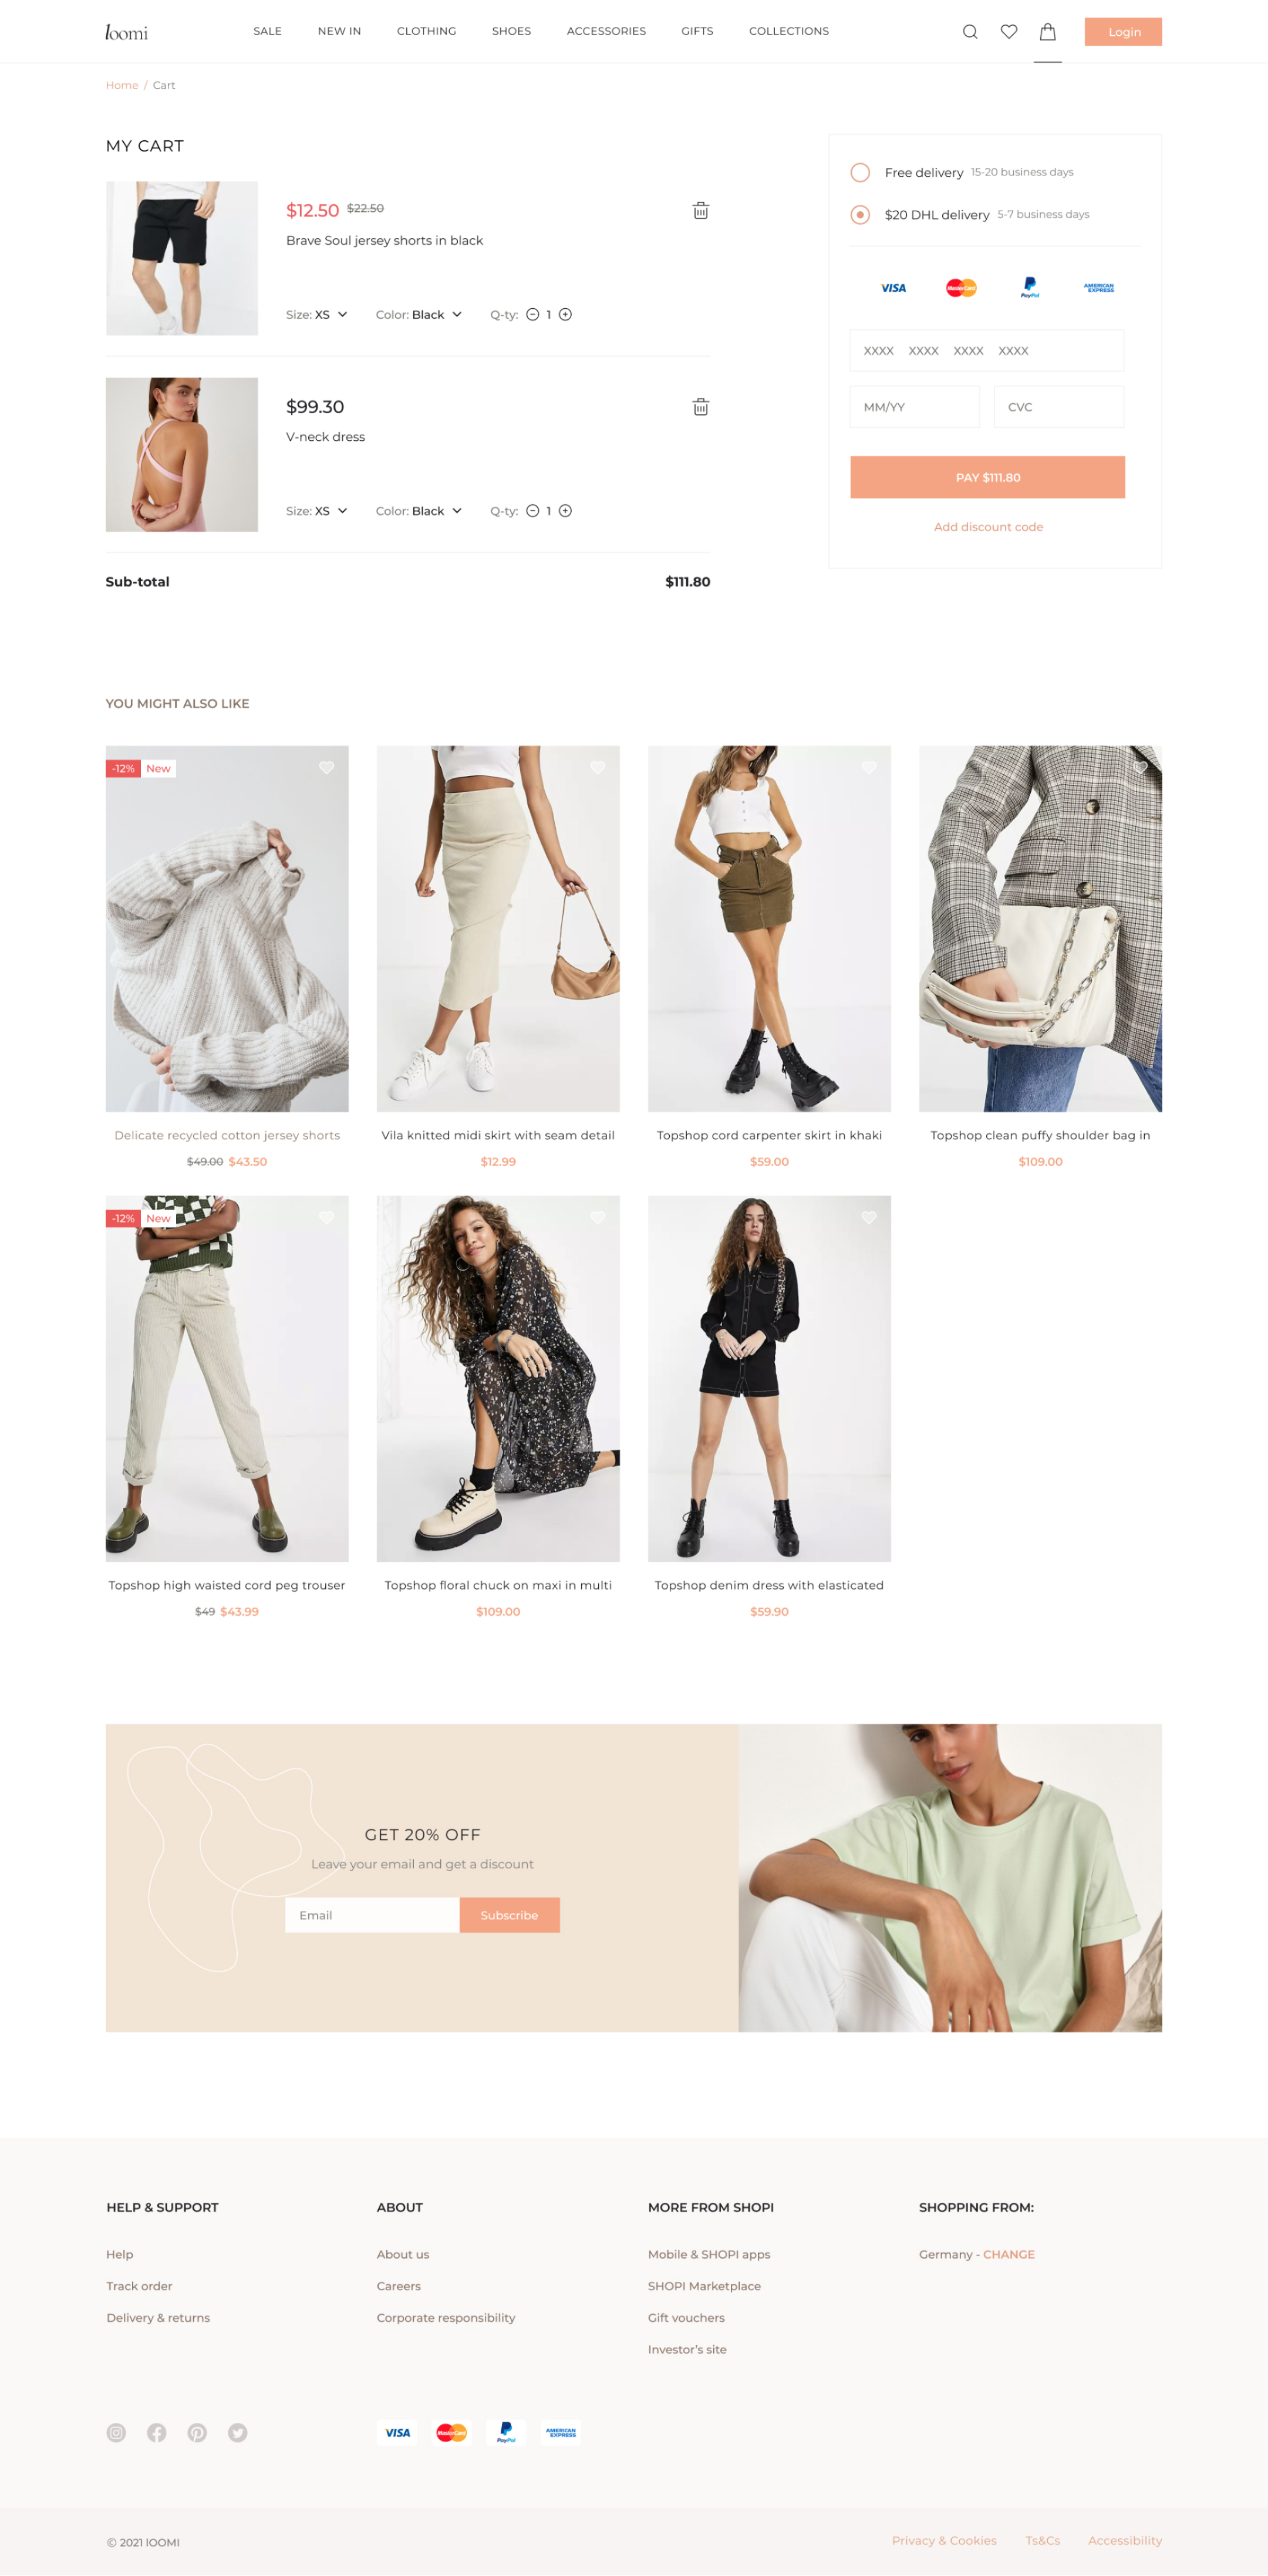 loomi
SALE NEW IN CLOTHING SHOES ACCESSORIES GIFTS COLLECTIONS Login
Home / Cart
MY CART
$12.50 $22.50
Brave Soul jersey shorts in black
Size: XS Color: Black Q-ty: 1
$99.30
V-neck dress
Size: XS Color: Black Q-ty: 1
Sub-total $111.80
Free delivery 15-20 business days
$20 DHL delivery 5-7 business days
VISA MasterCard PayPal AMERICAN EXPRESS
XXXX XXXX XXXX XXXX
MM/YY CVC
PAY $111.80
Add discount code
YOU MIGHT ALSO LIKE
-12% New
Delicate recycled cotton jersey shorts
$49.00 $43.50
Vila knitted midi skirt with seam detail
$12.99
Topshop cord carpenter skirt in khaki
$59.00
Topshop clean puffy shoulder bag in
$109.00
-12% New
Topshop high waisted cord peg trouser
$49 $43.99
Topshop floral chuck on maxi in multi
$109.00
Topshop denim dress with elasticated
$59.90
GET 20% OFF
Leave your email and get a discount
Email Subscribe
HELP & SUPPORT
Help
Track order
Delivery & returns
ABOUT
About us
Careers
Corporate responsibility
MORE FROM SHOPI
Mobile & SHOPI apps
SHOPI Marketplace
Gift vouchers
Investor's site
SHOPPING FROM:
Germany - CHANGE
VISA MasterCard PayPal AMERICAN EXPRESS
© 2021 lOOMI
Privacy & Cookies Ts&Cs Accessibility